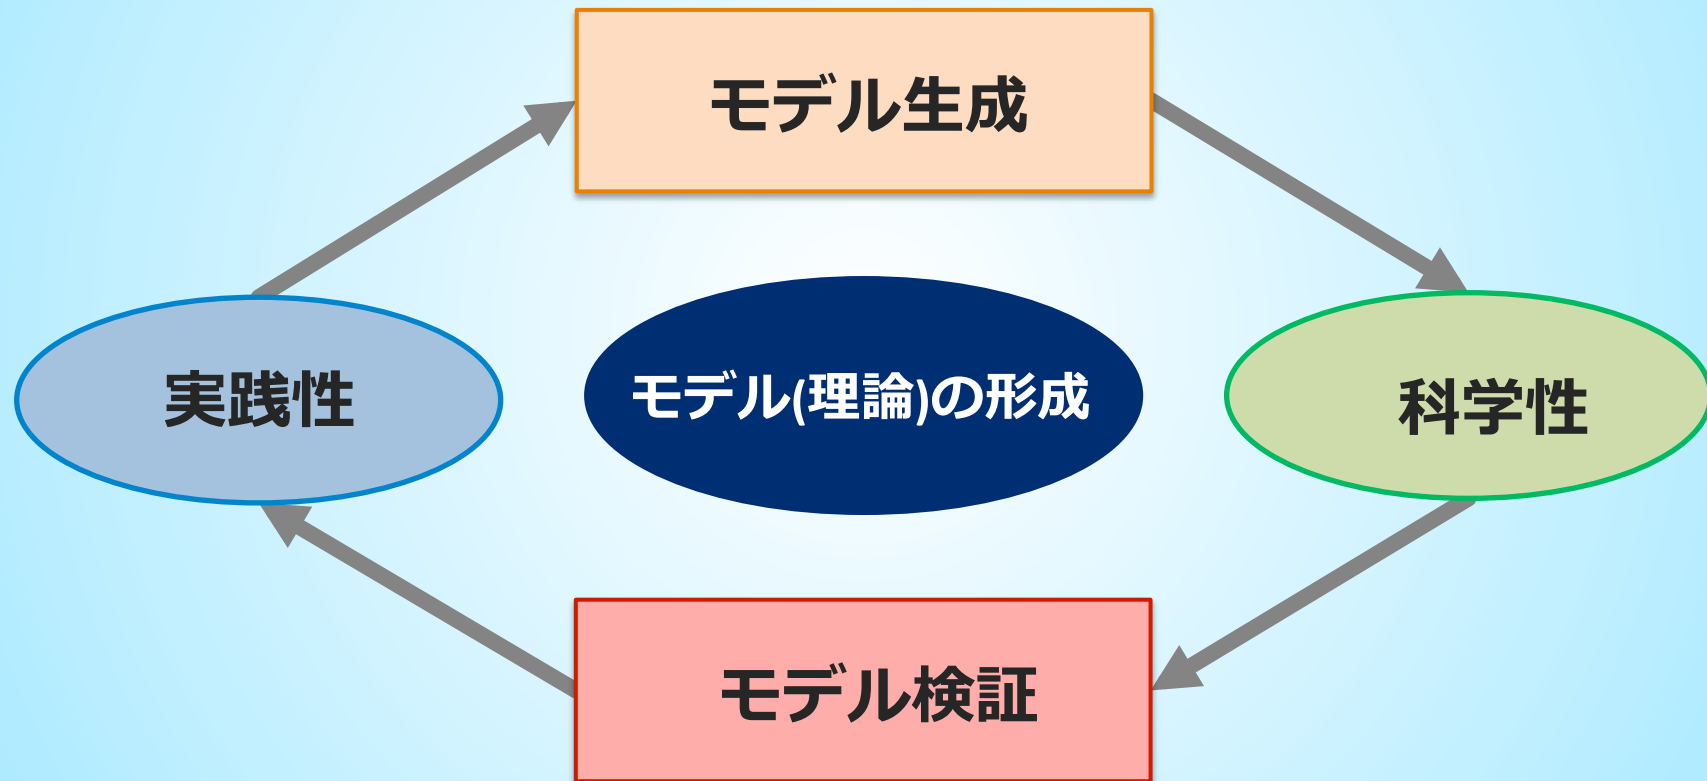 モデル生成
実践性
モデル(理論)の形成
科学性
モデル検証